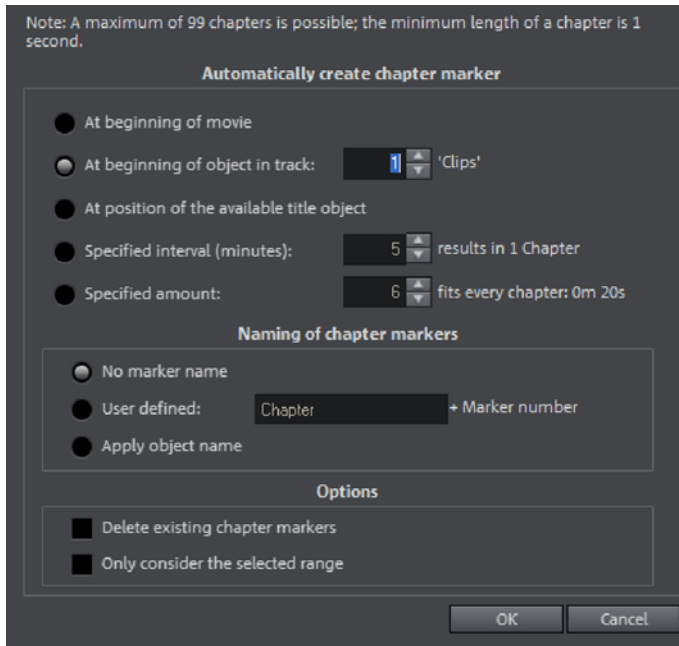 Note: A maximum of 99 chapters is possible; the minimum length of a chapter is 1
second.
Automatically create chapter marker
At beginning of movie
At beginning of object in track: 1 'Clips'
At position of the available title object
Specified interval (minutes): 5 results in 1 Chapter
Specified amount: 6 fits every chapter: 0m 20s
Naming of chapter markers
No marker name
User defined: Chapter + Marker number
Apply object name
Options
Delete existing chapter markers
Only consider the selected range
OK Cancel